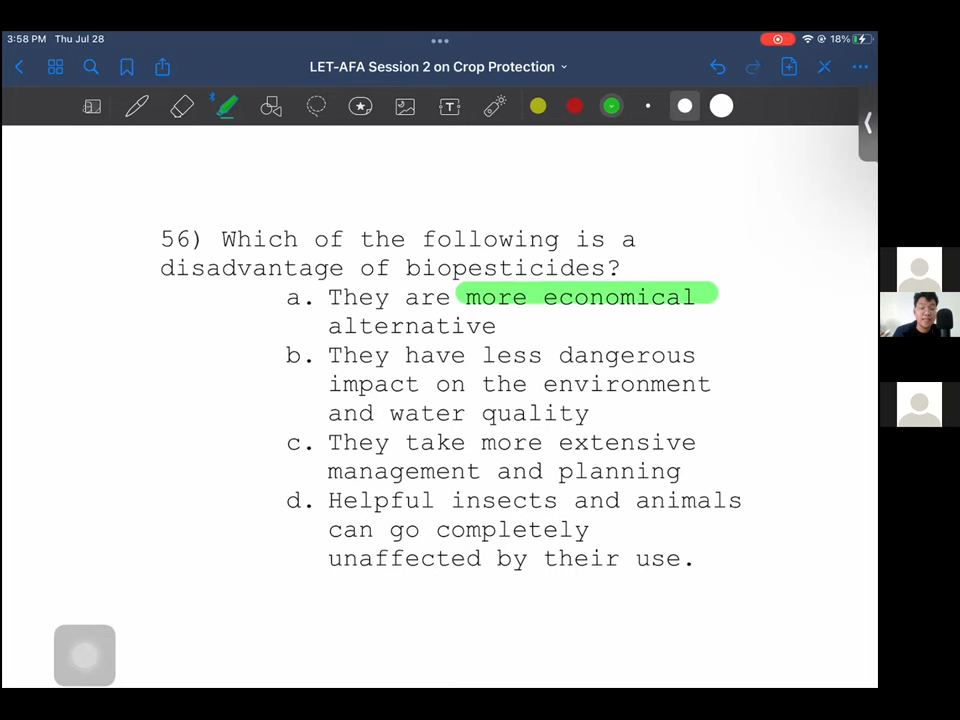 3:58 PM Thu Jul 28
18%
LET-AFA Session 2 on Crop Protection
56) Which of the following is a
disadvantage of biopesticides?
a. They are more economical
alternative
b. They have less dangerous
impact on the environment
and water quality
c. They take more extensive
management and planning
d. Helpful insects and animals
can go completely
unaffected by their use.